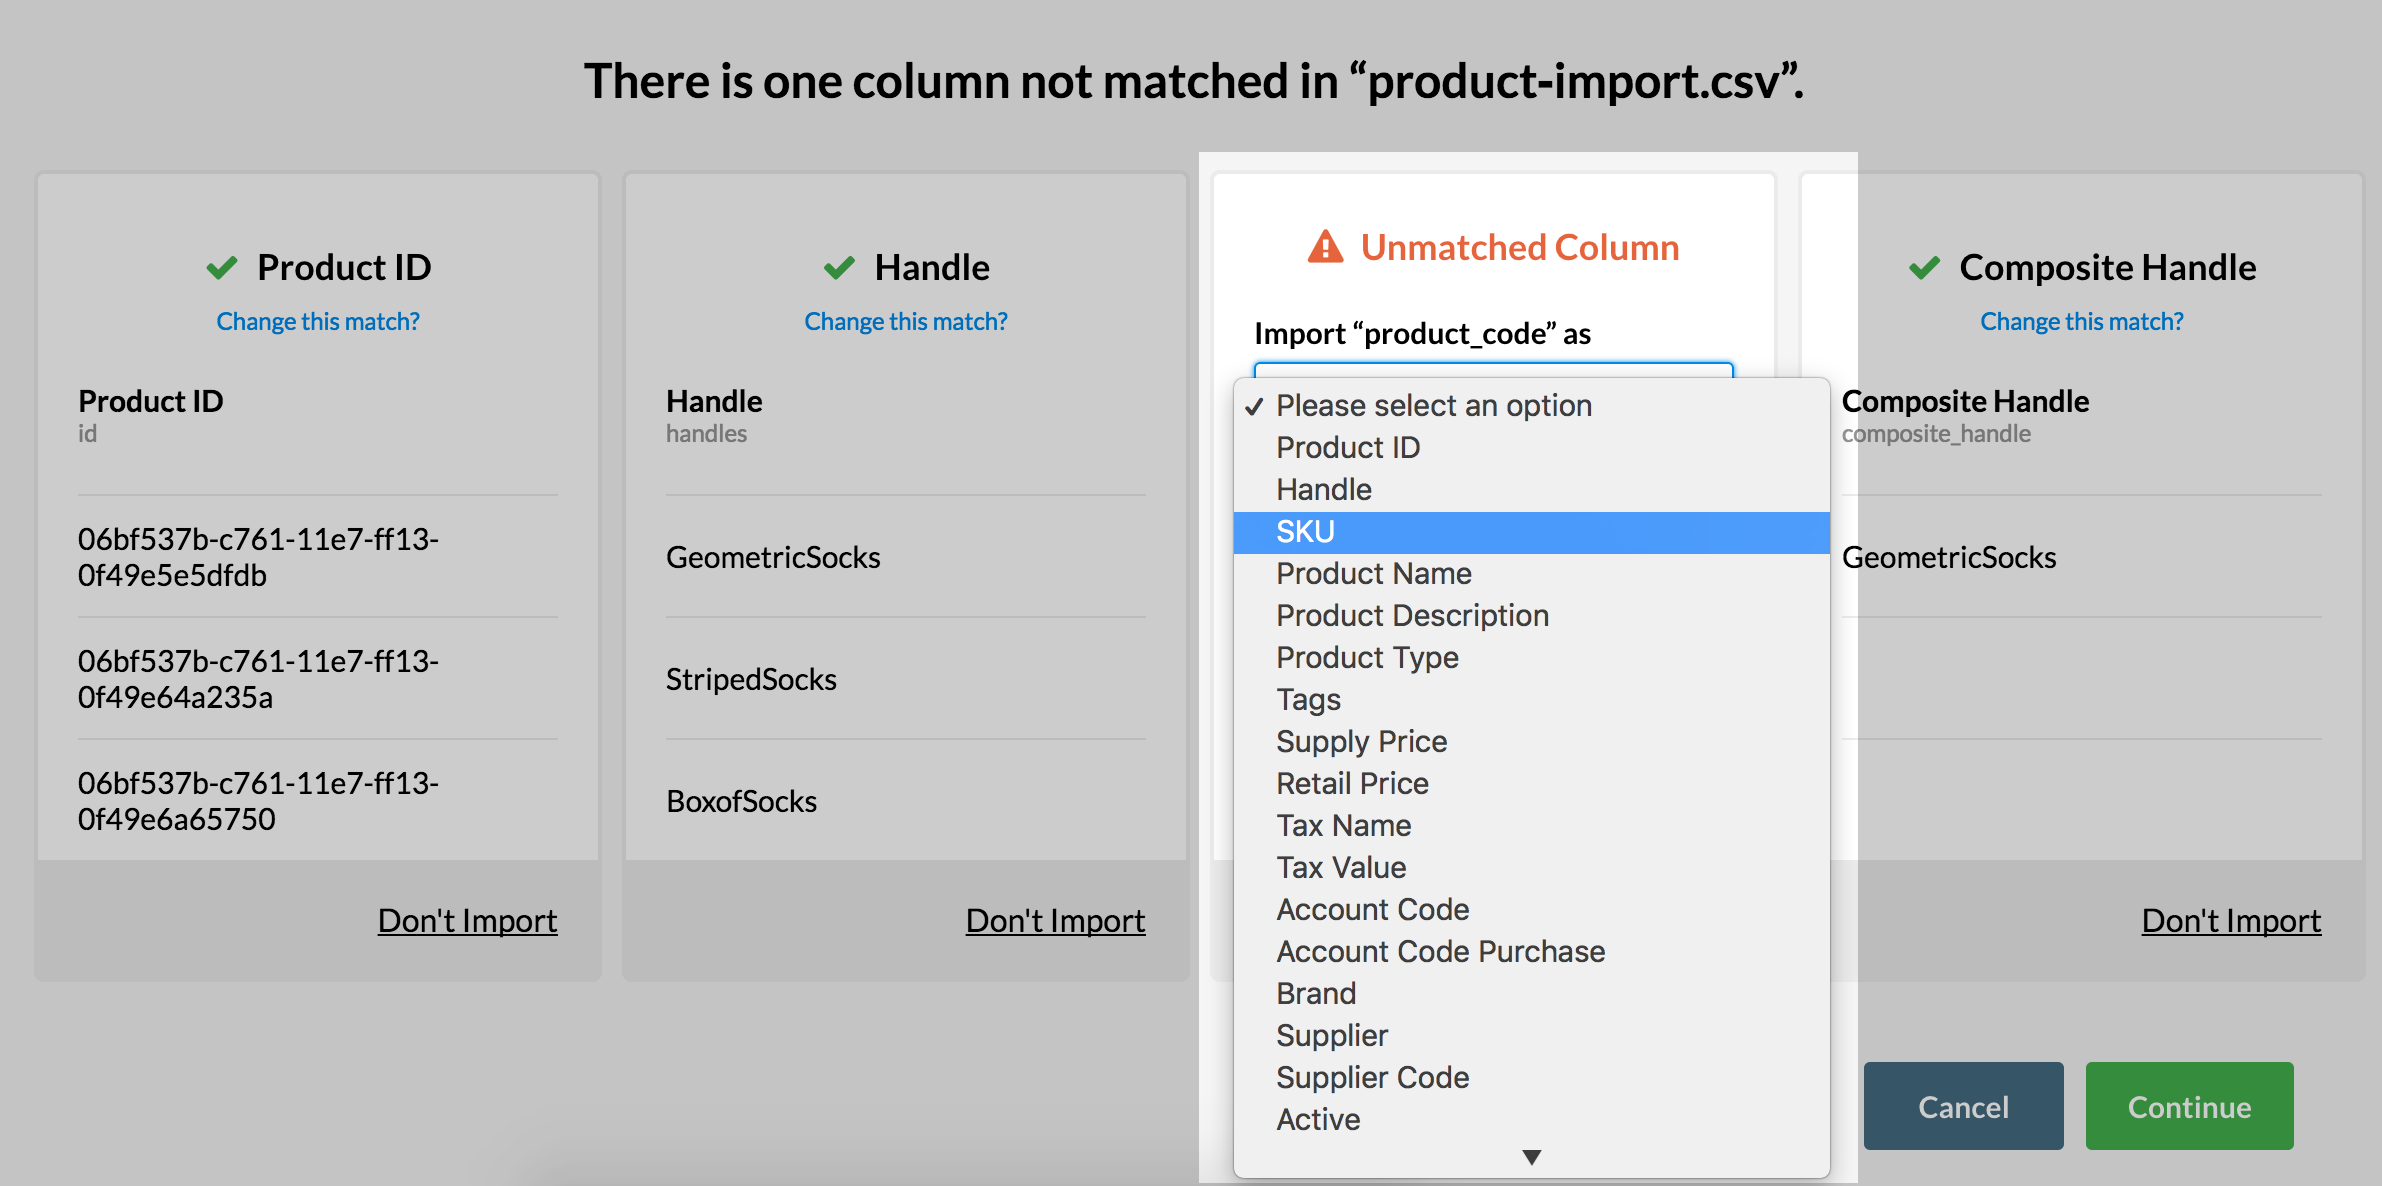 There is one column not matched in “product-import.csv”.
Product ID
Change this match?
Product ID
id
06bf537b-c761-11e7-ff13-
0f49e5e5dfdb
06bf537b-c761-11e7-ff13-
0f49e64a235a
06bf537b-c761-11e7-ff13-
0f49e6a65750
Don't Import
Handle
Change this match?
Handle
handles
GeometricSocks
StripedSocks
BoxofSocks
Don't Import
Unmatched Column
Import “product_code” as
Please select an option
Product ID
Handle
SKU
Product Name
Product Description
Product Type
Tags
Supply Price
Retail Price
Tax Name
Tax Value
Account Code
Account Code Purchase
Brand
Supplier
Supplier Code
Active
Composite Handle
Change this match?
Composite Handle
composite_handle
GeometricSocks
Don't Import
Cancel
Continue